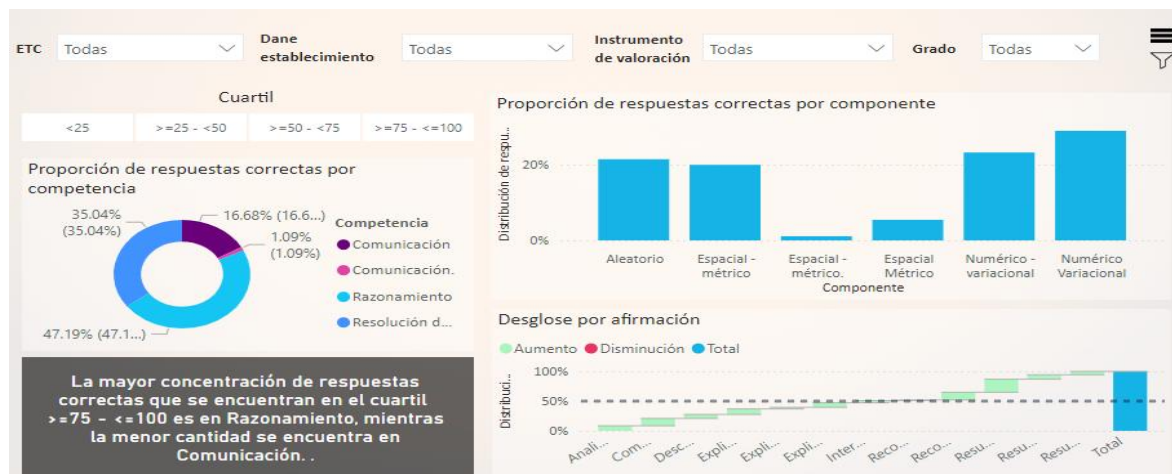 ETC
Todas
Dane
establecimiento
Todas
Instrumento
de valoración
Todas
Grado
Todas
Cuartil
<25
>=25 - <50
>=50 - <75
>=75 - <=100
Proporción de respuestas correctas por
competencia
35.04%
(35.04%)
16.68% (16.6...)
1.09%
(1.09%)
47.19% (47.1...)
Competencia
Comunicación
Comunicación.
Razonamiento
Resolución d...
La mayor concentración de respuestas
correctas que se encuentran en el cuartil
>=75 - <=100 es en Razonamiento, mientras
la menor cantidad se encuentra en
Comunicación. .
Proporción de respuestas correctas por componente
Distribución de respu...
20%
0%
Aleatorio
Espacial -
métrico
Espacial -
métrico.
Espacial
Métrico
Numérico -
variacional
Numérico
Variacional
Componente
Desglose por afirmación
Aumento
Disminución
Total
Distribuci...
100%
50%
0%
Anali...
Com...
Desc...
Expli...
Expli...
Expli...
Inter...
Reco...
Reco...
Resu...
Resu...
Resu...
Total